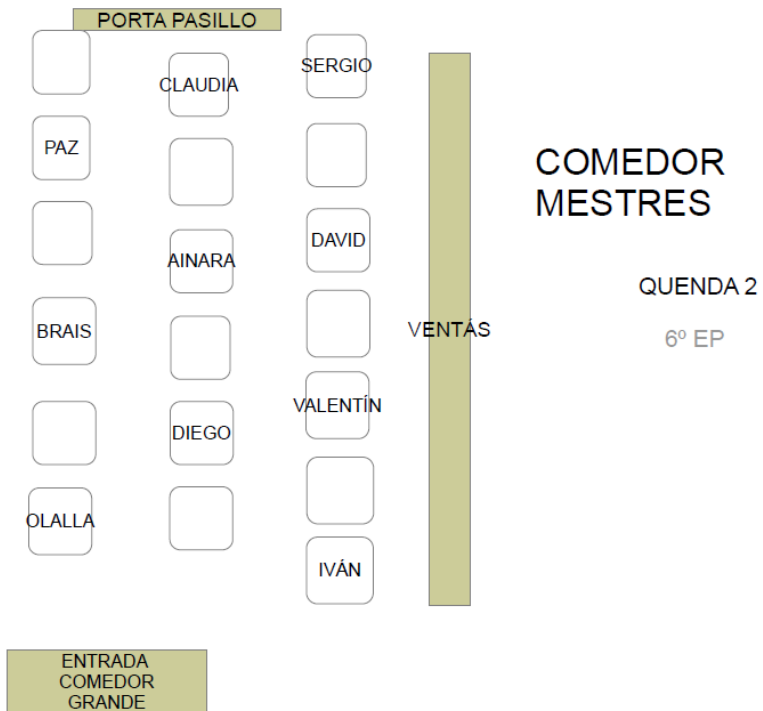 PORTA PASILLO
SERGIO
CLAUDIA
PAZ
DAVID
AINARA
BRAIS
VENTÁS
VALENTÍN
DIEGO
OLALLA
IVÁN
COMEDOR
MESTRES
QUENDA 2
6º EP
ENTRADA
COMEDOR
GRANDE